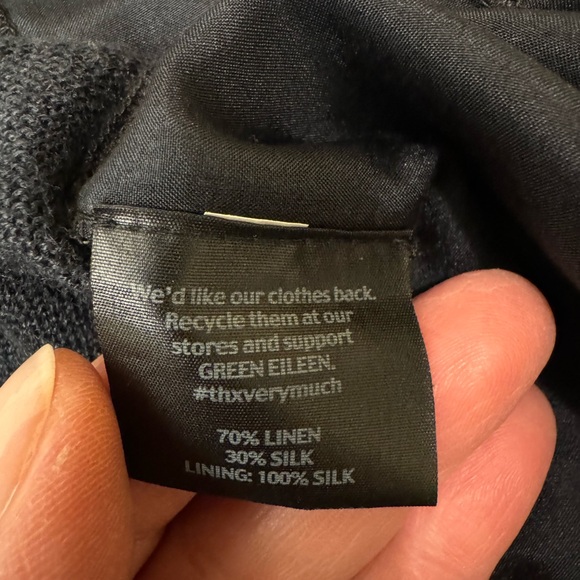 We'd like our clothes back.
Recycle them at our
stores and support
GREEN EILEEN.
#thxverymuch
70% LINEN
30% SILK
LINING: 100% SILK